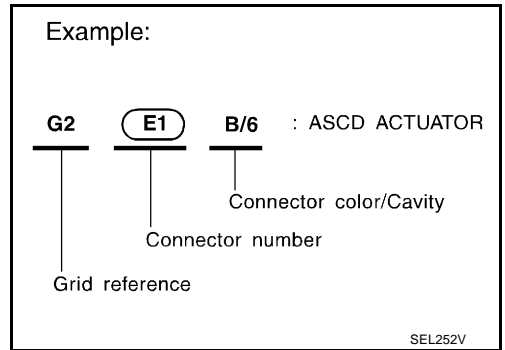 Example:
G2 E1 B/6 : ASCD ACTUATOR
Connector color/Cavity
Connector number
Grid reference
SEL252V